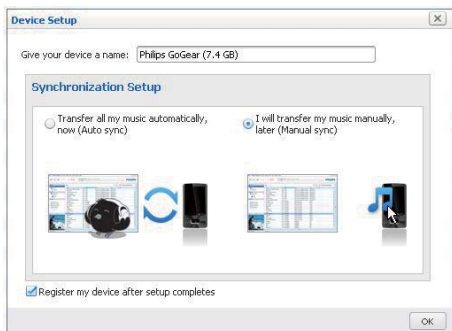 Device Setup
Give your device a name: Philips GoGear (7.4 GB)
Synchronization Setup
Transfer all my music automatically,
now (Auto sync)
I will transfer my music manually,
later (Manual sync)
Register my device after setup completes
OK